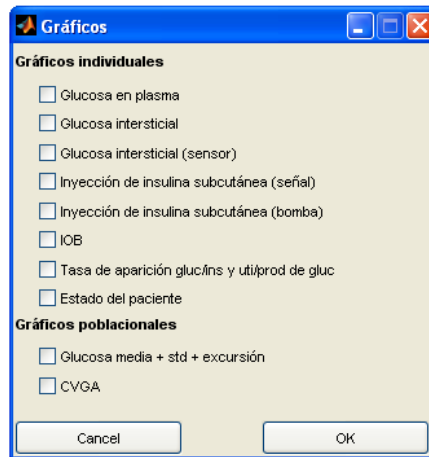 Gráficos
Gráficos individuales
Glucosa en plasma
Glucosa intersticial
Glucosa intersticial (sensor)
Inyección de insulina subcutánea (señal)
Inyección de insulina subcutánea (bomba)
IOB
Tasa de aparición gluc/ins y uti/prod de gluc
Estado del paciente
Gráficos poblacionales
Glucosa media + std + excursión
CVGA
Cancel OK